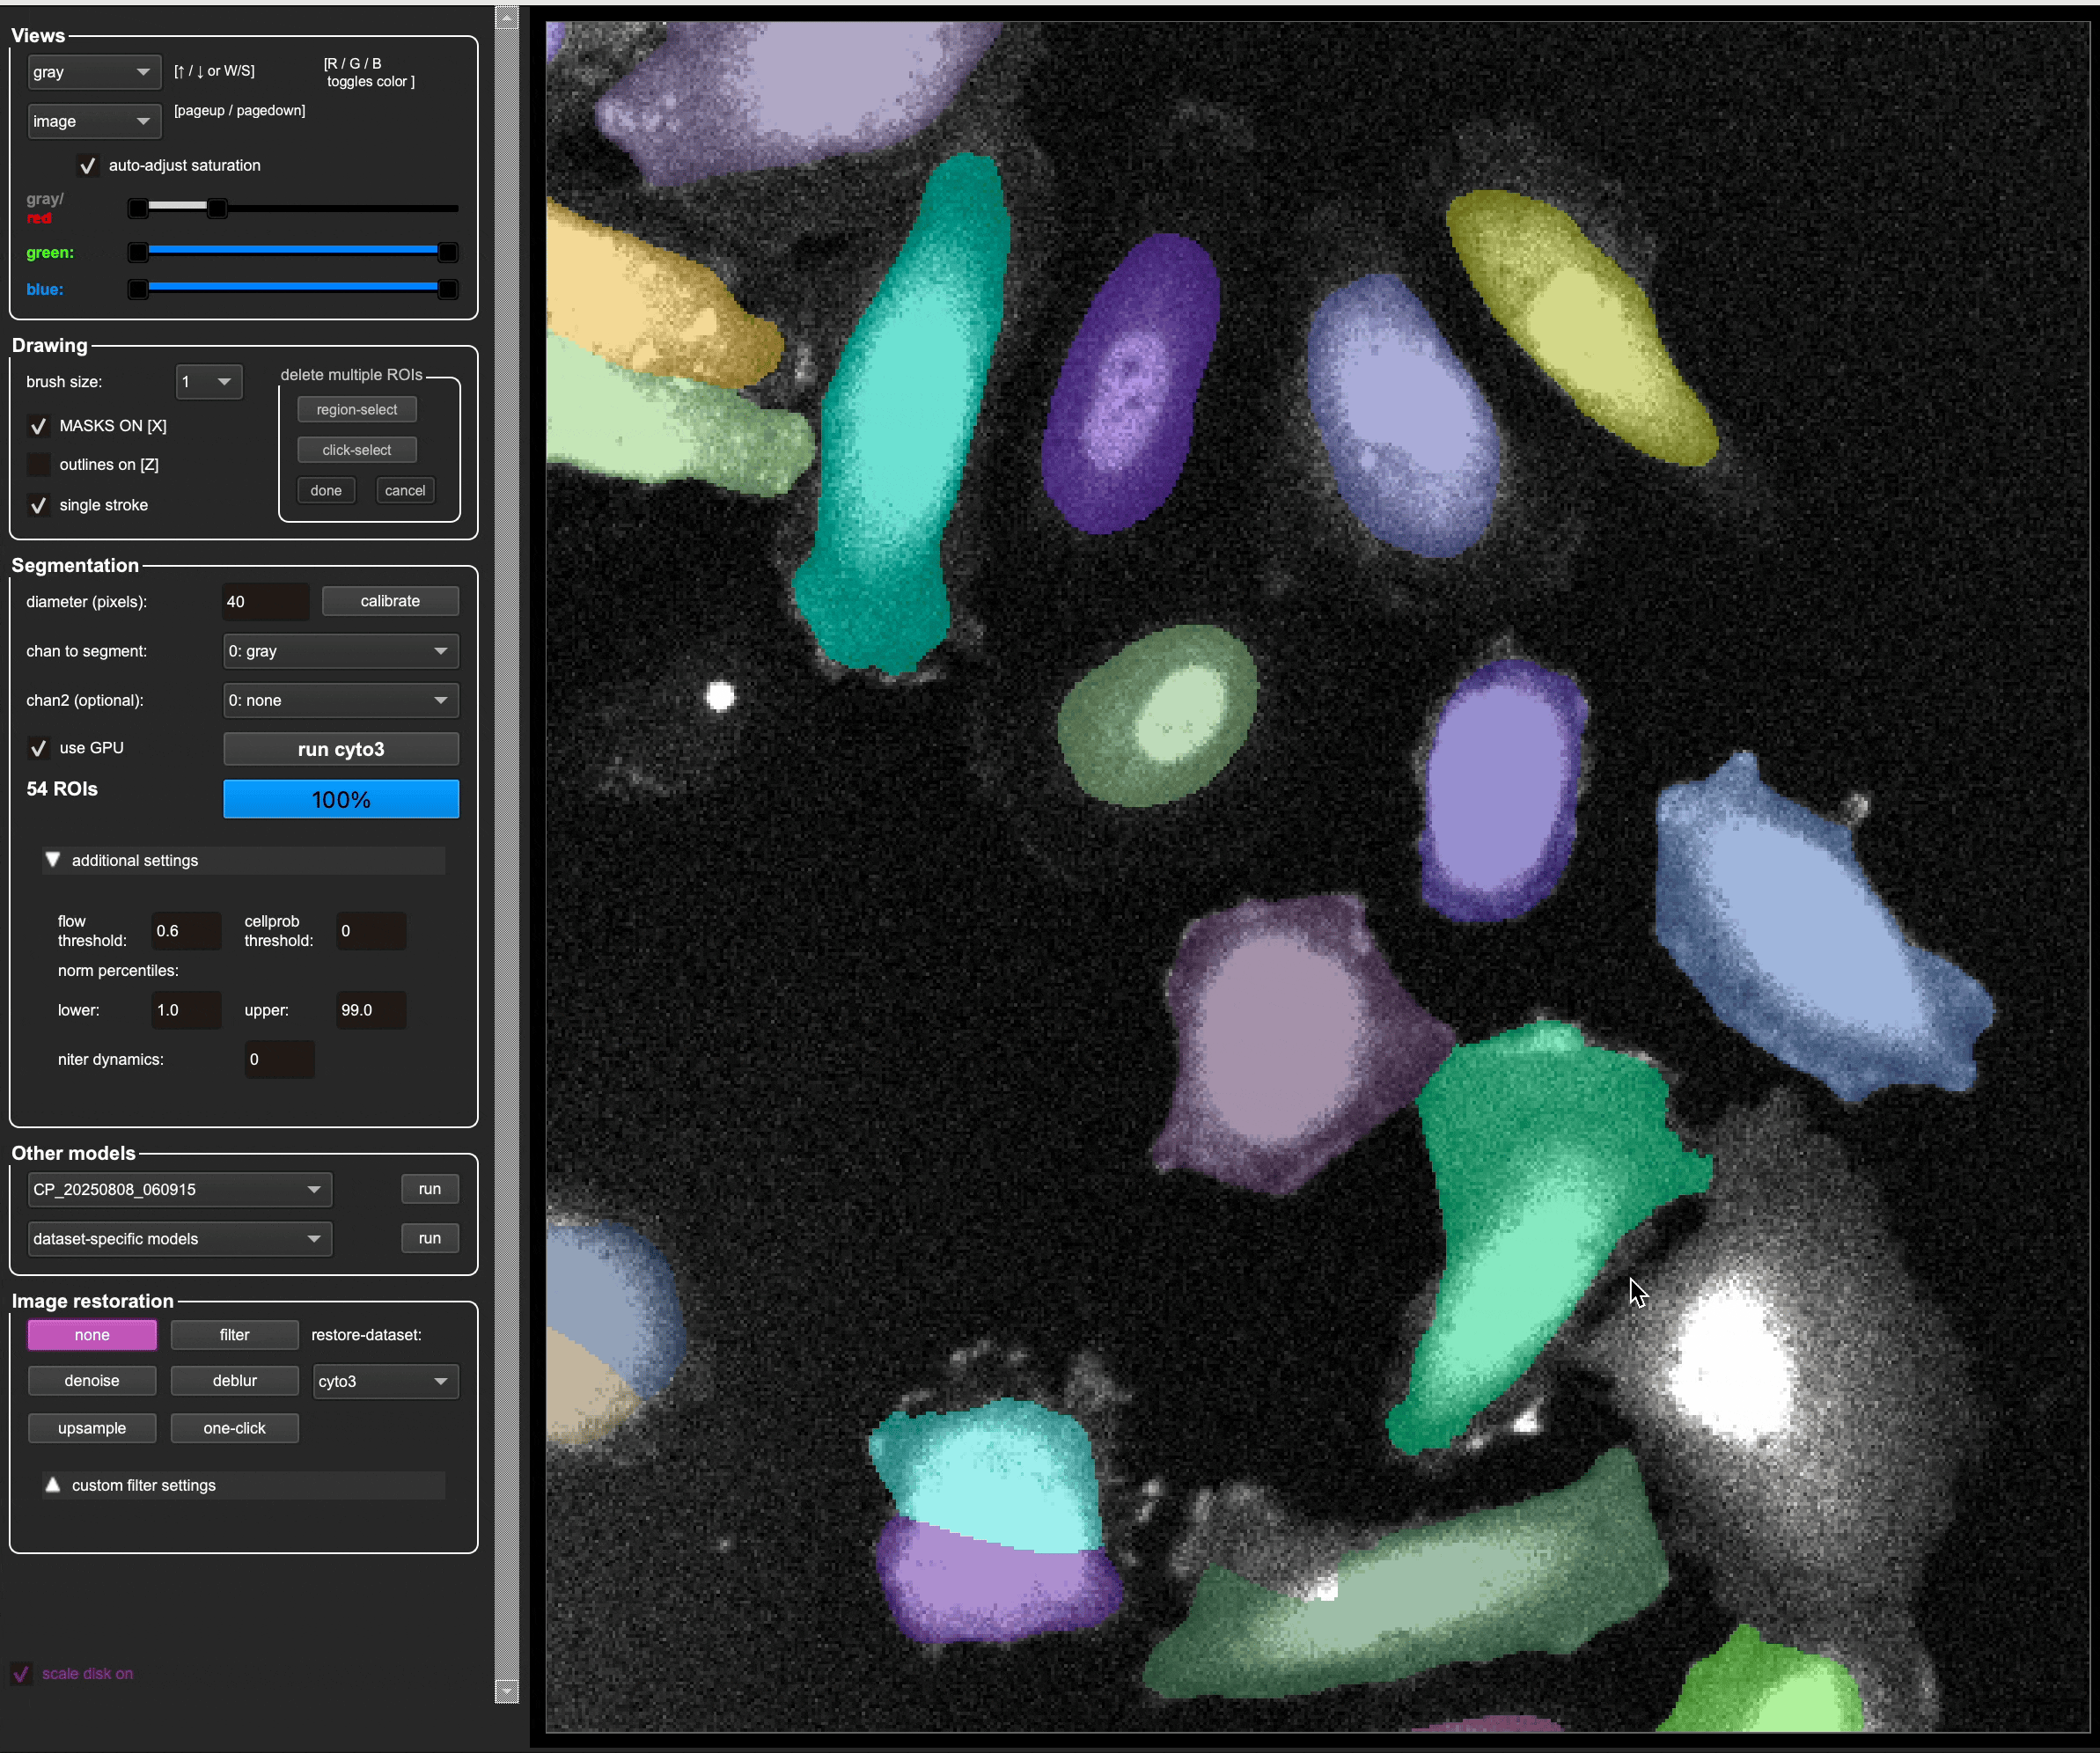 Views
gray [↑ / ↓ or W/S] [R / G / B
toggles color ]
image [pageup / pagedown]
auto-adjust saturation
gray/
red
green:
blue:
Drawing
brush size: 1 delete multiple ROIs
region-select
MASKS ON [X]
click-select
outlines on [Z]
done cancel
single stroke
Segmentation
diameter (pixels): 40 calibrate
chan to segment: 0: gray
chan2 (optional): 0: none
use GPU run cyto3
54 ROIs 100%
additional settings
flow
threshold: 0.6 cellprob
threshold: 0
norm percentiles:
lower: 1.0 upper: 99.0
niter dynamics: 0
Other models
CP_20250808_060915 run
dataset-specific models run
Image restoration
none filter restore-dataset:
denoise deblur cyto3
upsample one-click
custom filter settings
scale disk on